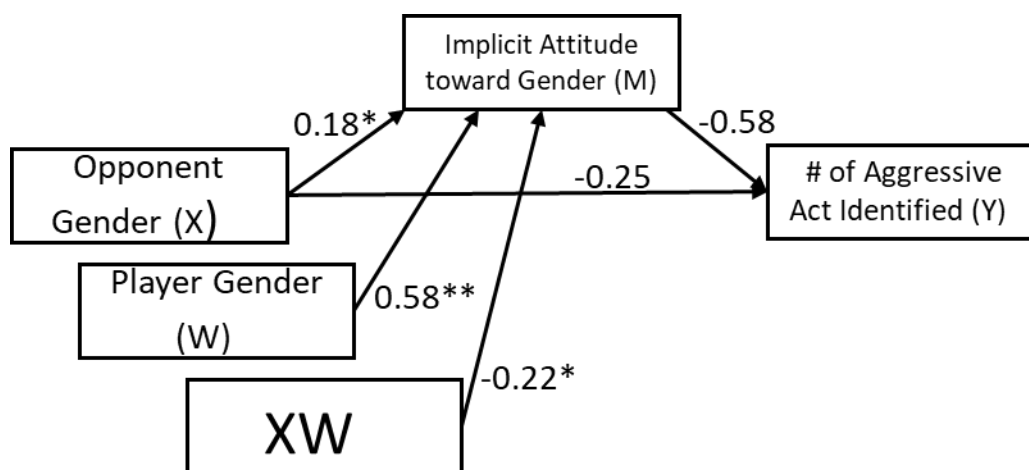 Implicit Attitude
toward Gender (M)
0.18*
-0.58
Opponent
Gender (X)
-0.25
# of Aggressive
Act Identified (Y)
Player Gender
(W)
0.58**
-0.22*
XW